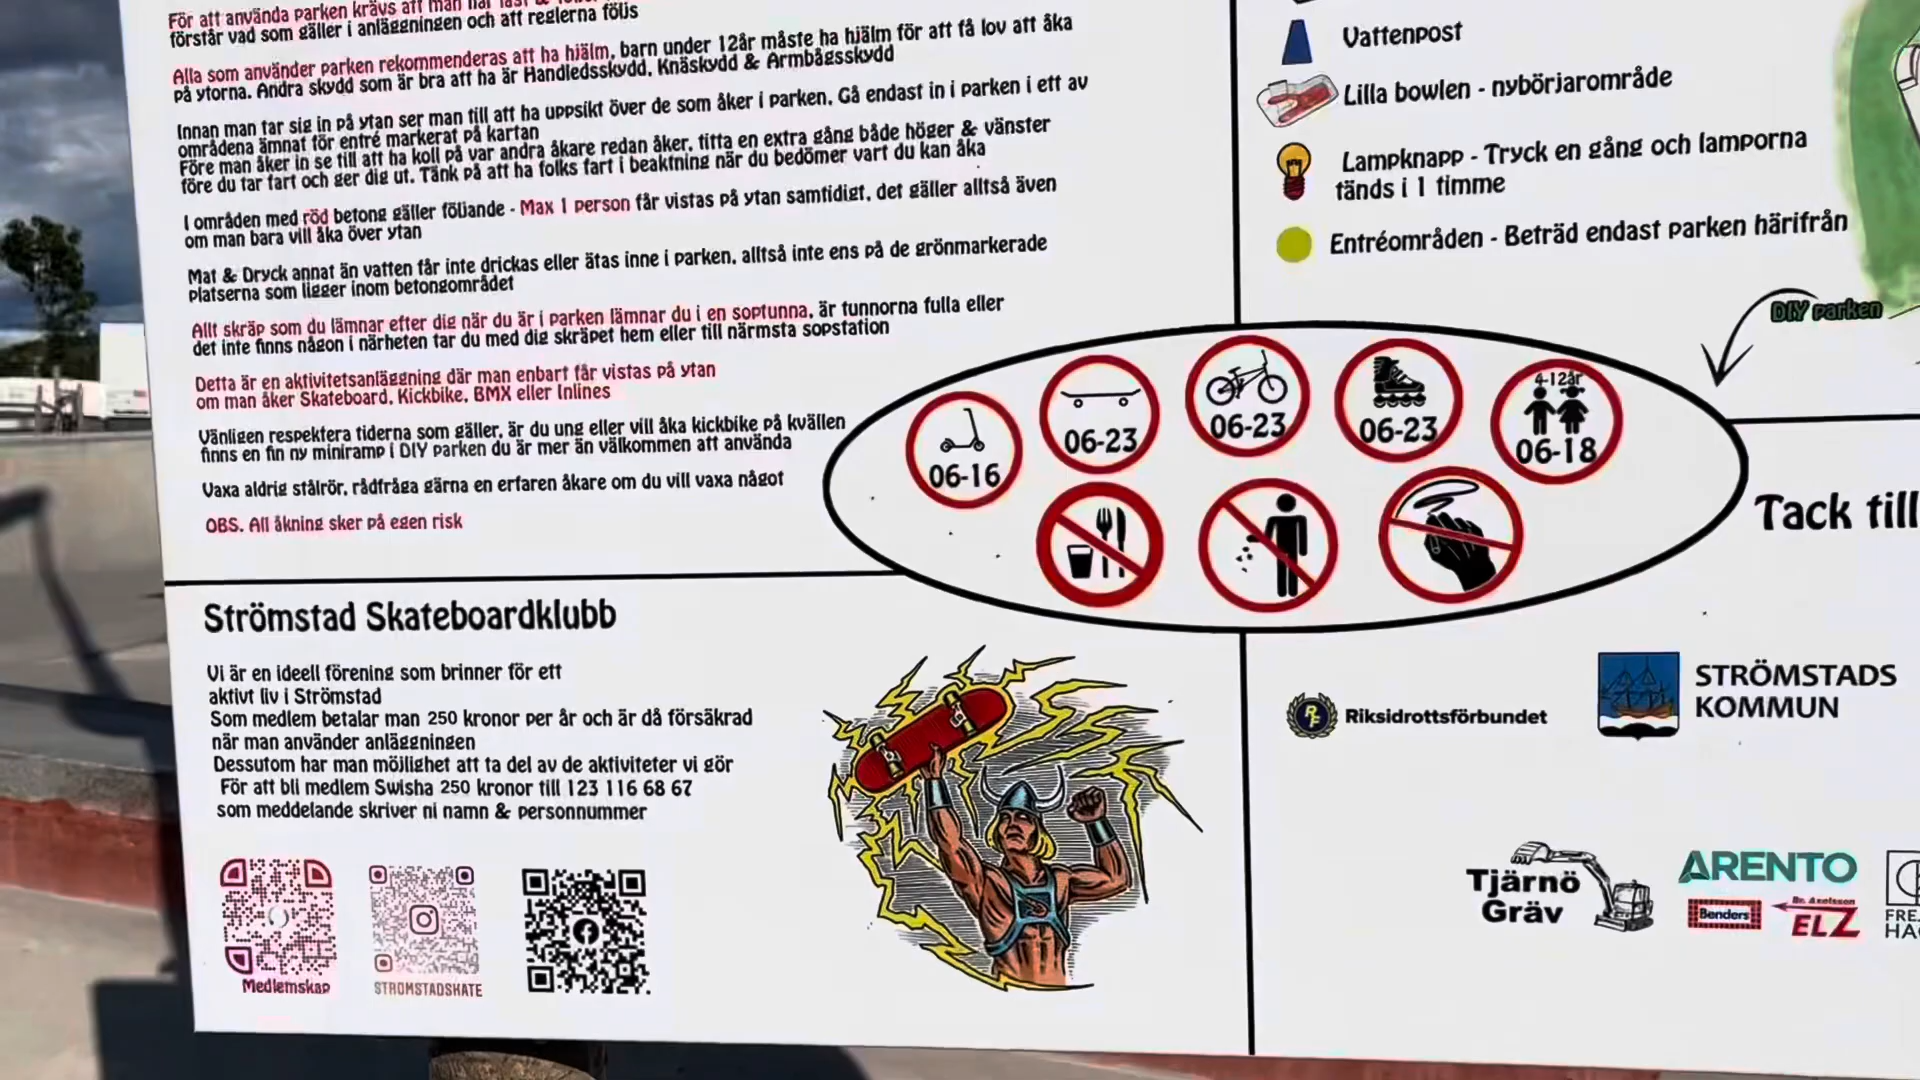 För att använda parken krävs att man har läst &
förstår vad som gäller i anläggningen och att reglerna följs
Alla som använder parken rekommenderas att ha hjälm, barn under 12år måste ha hjälm för att få lov att åka
på ytorna. Andra skydd som är bra att ha är Handledsskydd, Knäskydd & Armbågsskydd
Innan man tar sig in på ytan ser man till att ha uppsikt över de som åker i parken. Gå endast in i parken i ett av
områdena ämnat för entré markerat på kartan
Före man åker in se till att ha koll på var andra åkare redan åker, titta en extra gång både höger & vänster
före du tar fart och ger dig ut. Tänk på att ha folks fart i beaktning när du bedömer vart du kan åka
I områden med röd betong gäller följande - Max 1 person får vistas på ytan samtidigt, det gäller alltså även
om man bara vill åka över ytan
Mat & Dryck annat än vatten får inte drickas eller ätas inne i parken, alltså inte ens på de grönmarkerade
platserna som ligger inom betongområdet
Allt skräp som du lämnar efter dig när du är i parken lämnar du i en soptunna, är tunnorna fulla eller
det inte finns någon i närheten tar du med dig skräpet hem eller till närmsta sopstation
Detta är en aktivitetsanläggning där man enbart får vistas på ytan
om man åker Skateboard, Kickbike, BMX eller Inlines
Vänligen respektera tiderna som gäller, är du ung eller vill åka kickbike på kvällen
finns en fin ny miniramp i DIY parken du är mer än välkommen att använda
Vaxa aldrig stålrör, rådfråga gärna en erfaren åkare om du vill vaxa något
OBS. All åkning sker på egen risk
Vattenpost
Lilla bowlen - nybörjarområde
Lampknapp - Tryck en gång och lamporna
tänds i 1 timme
Entréområden - Beträd endast parken härifrån
DIY parken
06-16
06-23
06-23
06-23
4-12år
06-18
Tack till
Strömstad Skateboardklubb
Vi är en ideell förening som brinner för ett
aktivt liv i Strömstad
Som medlem betalar man 250 kronor per år och är då försäkrad
när man använder anläggningen
Dessutom har man möjlighet att ta del av de aktiviteter vi gör
För att bli medlem Swisha 250 kronor till 123 116 68 67
som meddelande skriver ni namn & personnummer
Medlemskap
STROMSTADSKATE
RF
Riksidrottsförbundet
STRÖMSTADS
KOMMUN
Tjärnö
Gräv
ARENTO
Benders
Br. Axelsson
ELZ